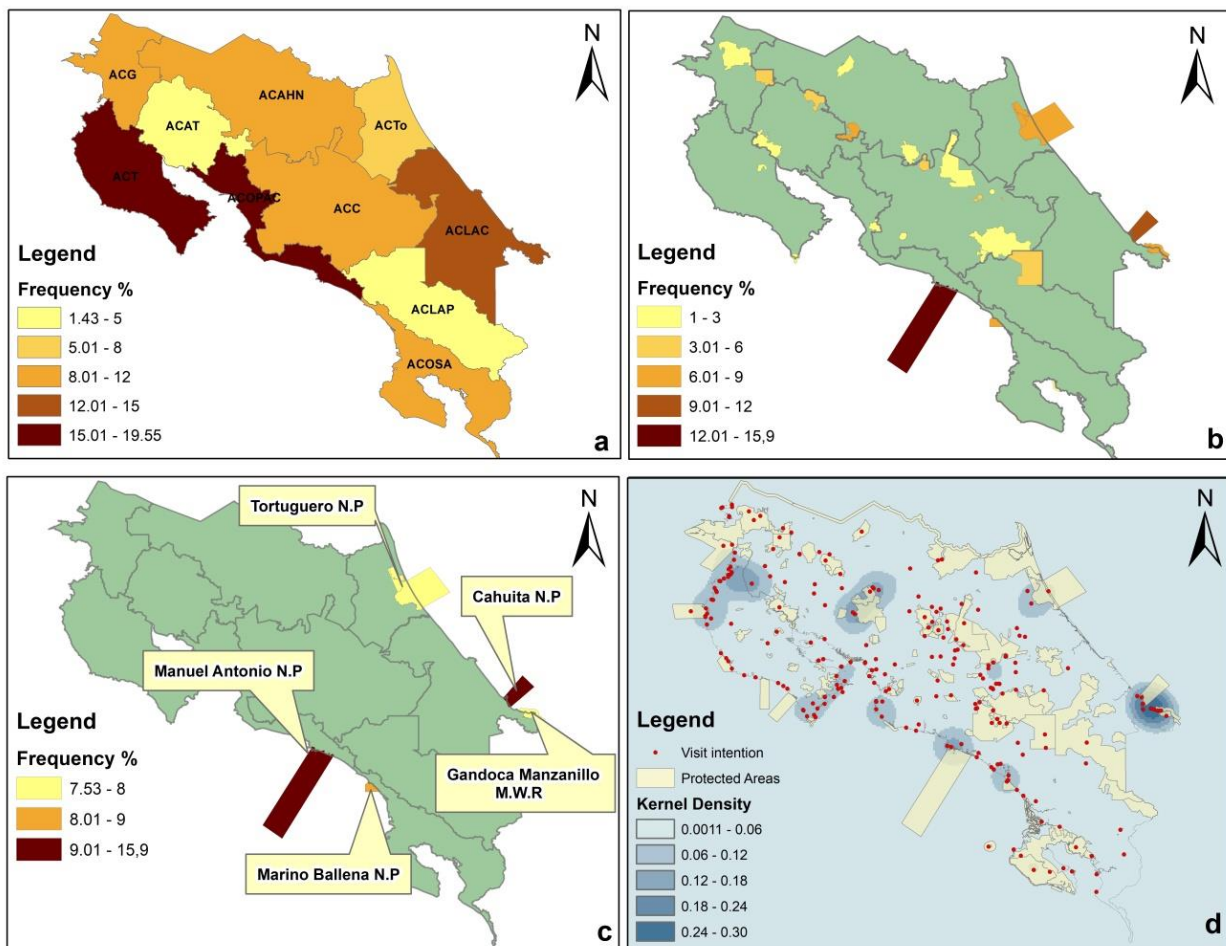 N
ACG
ACAHN
ACAT
ACTo
ACT
ACOPAC
ACC
ACLAC
ACLAP
ACOSA
Legend
Frequency %
1.43 - 5
5.01 - 8
8.01 - 12
12.01 - 15
15.01 - 19.55
a
N
Legend
Frequency %
1 - 3
3.01 - 6
6.01 - 9
9.01 - 12
12.01 - 15,9
b
N
Tortuguero N.P
Cahuita N.P
Manuel Antonio N.P
Gandoca Manzanillo
M.W.R
Marino Ballena N.P
Legend
Frequency %
7.53 - 8
8.01 - 9
9.01 - 15,9
c
N
Legend
Visit intention
Protected Areas
Kernel Density
0.0011 - 0.06
0.06 - 0.12
0.12 - 0.18
0.18 - 0.24
0.24 - 0.30
d